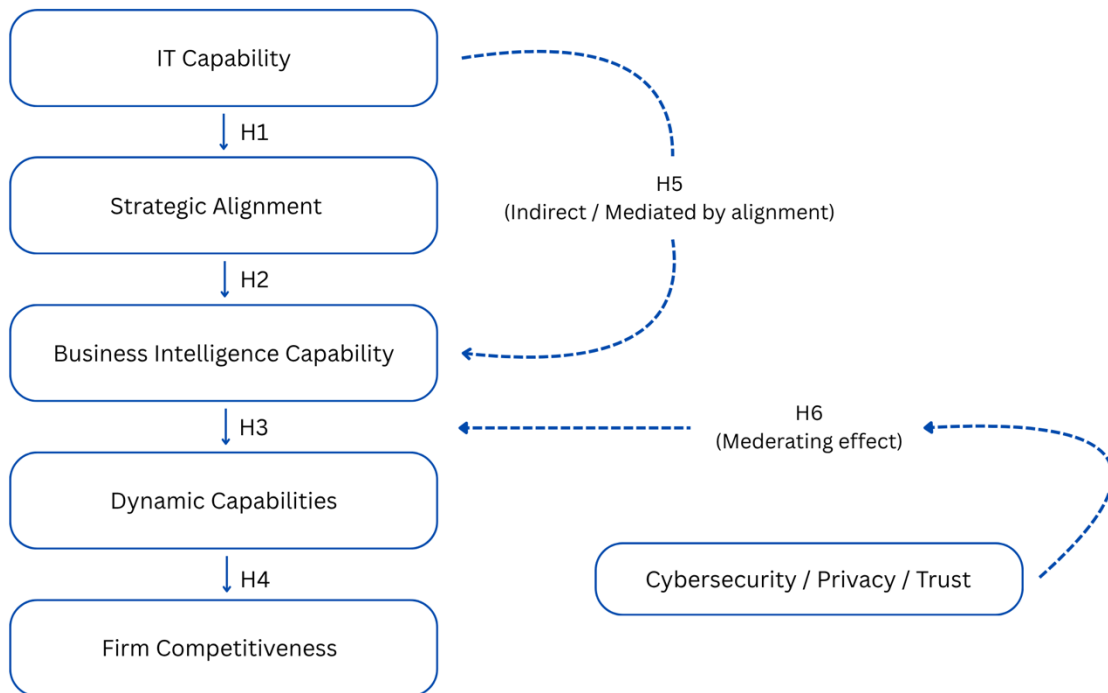 IT Capability
H1
Strategic Alignment
H5
(Indirect / Mediated by alignment)
H2
Business Intelligence Capability
H3
H6
(Mederating effect)
Dynamic Capabilities
H4
Cybersecurity / Privacy / Trust
Firm Competitiveness